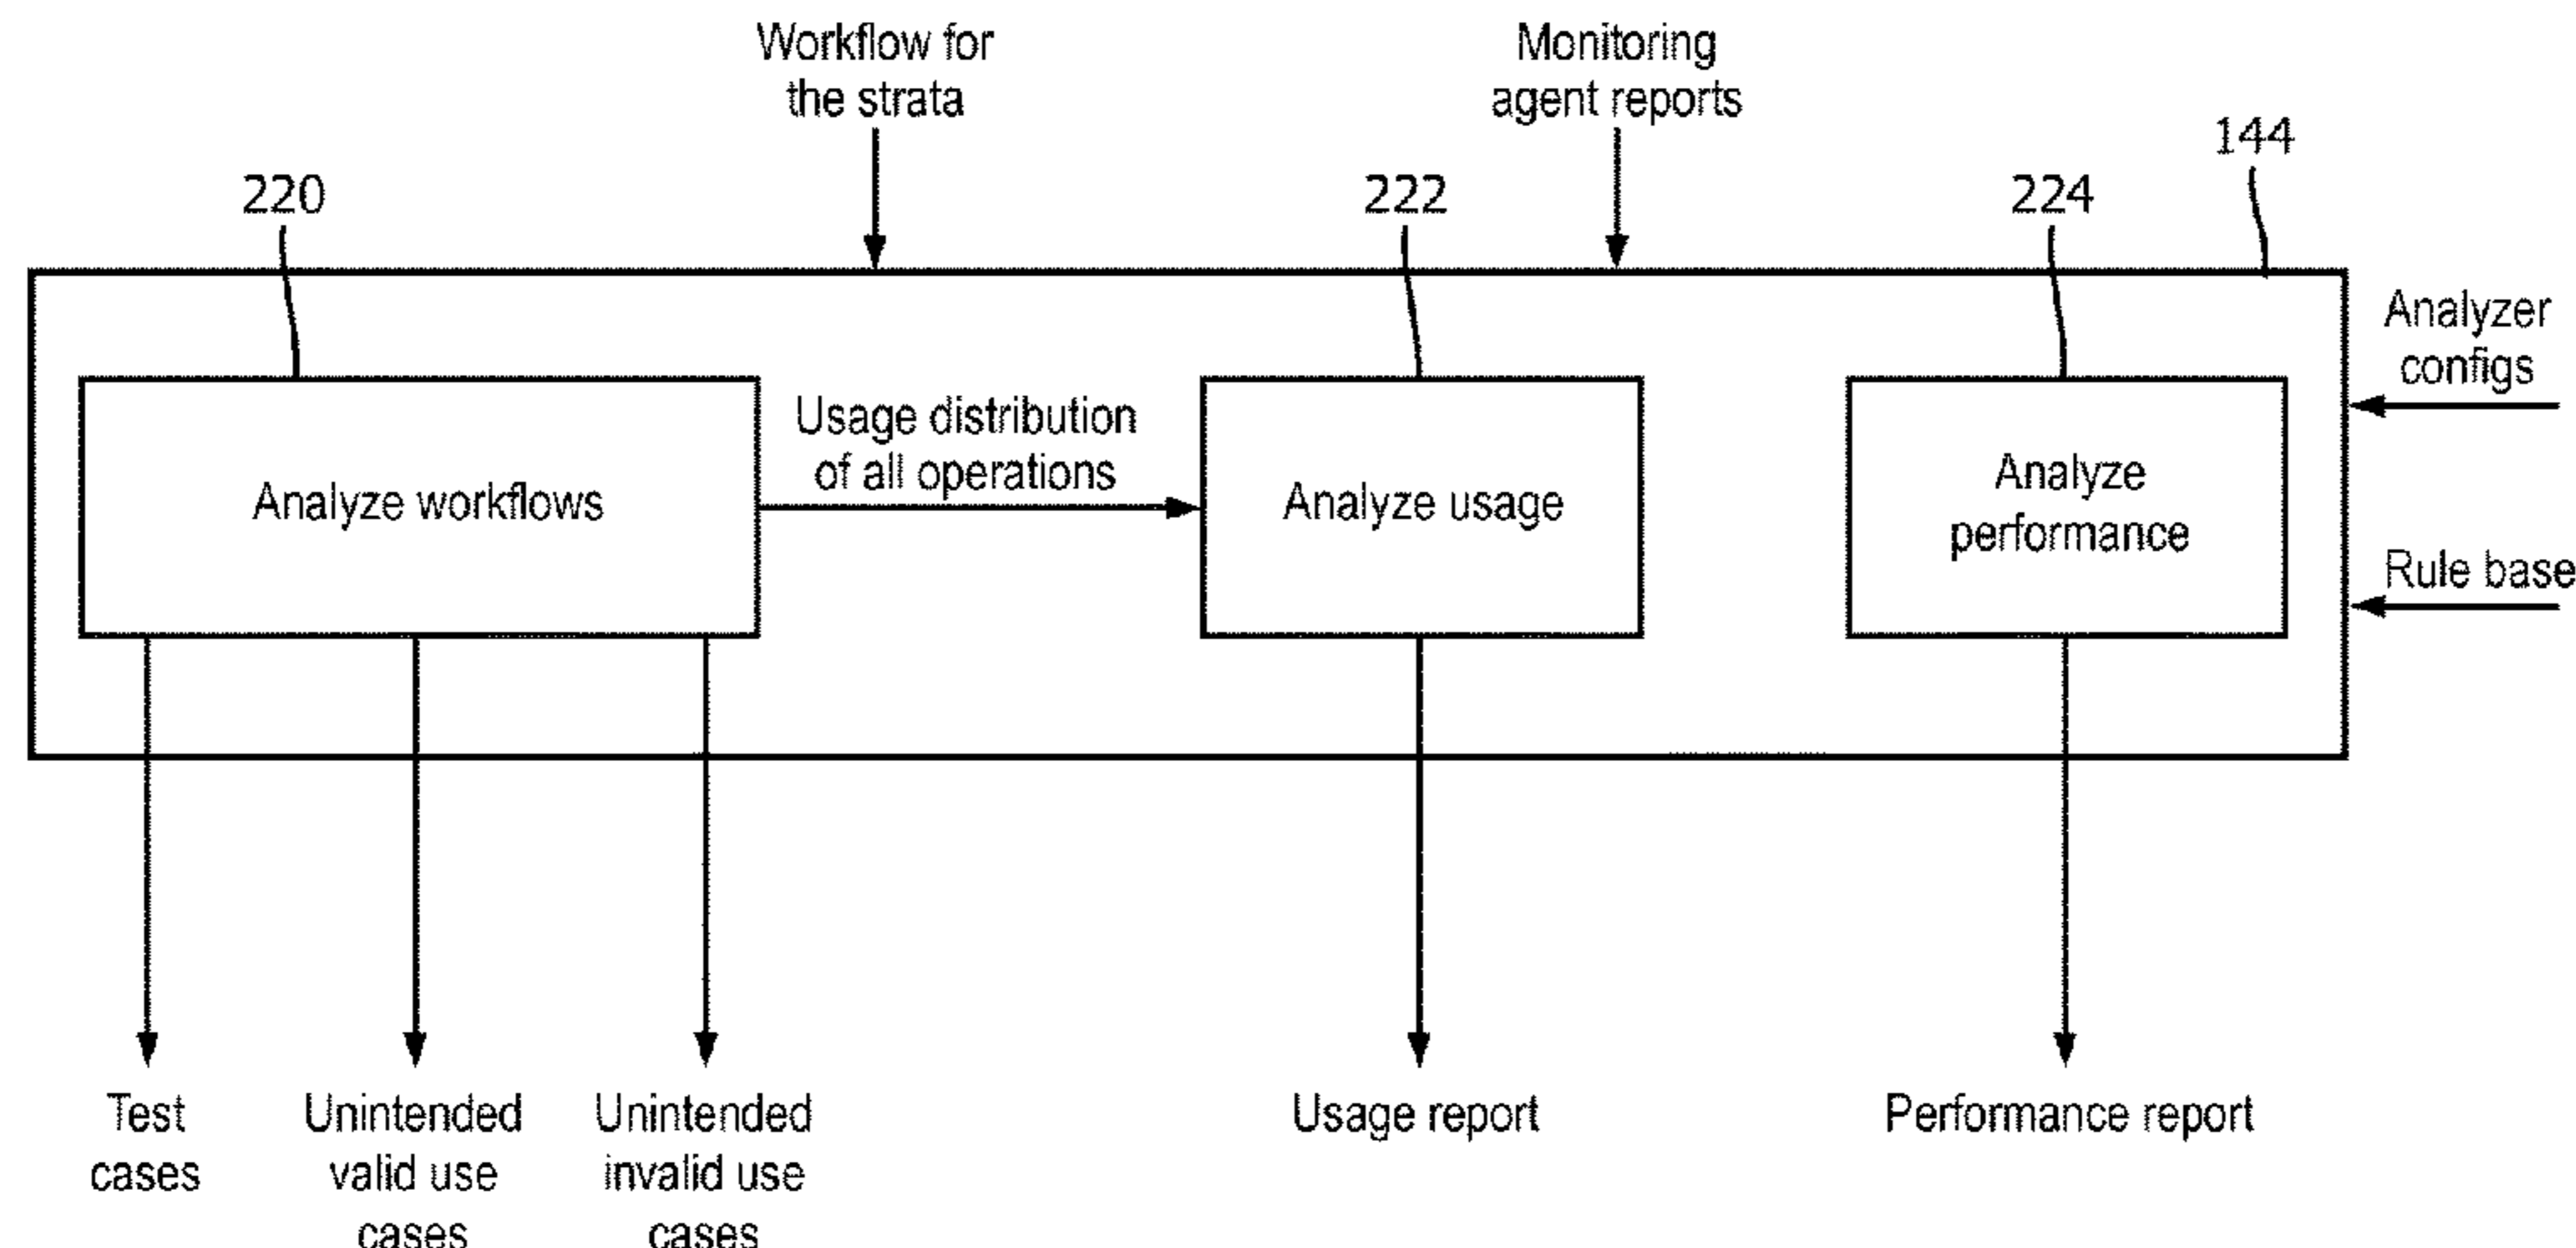 Workflow for
the strata
Monitoring
agent reports
144
220
222
224
Analyzer
configs
Usage distribution
of all operations
Analyze workflows
Analyze usage
Analyze
performance
Rule base
Test
cases
Unintended
valid use
cases
Unintended
invalid use
cases
Usage report
Performance report